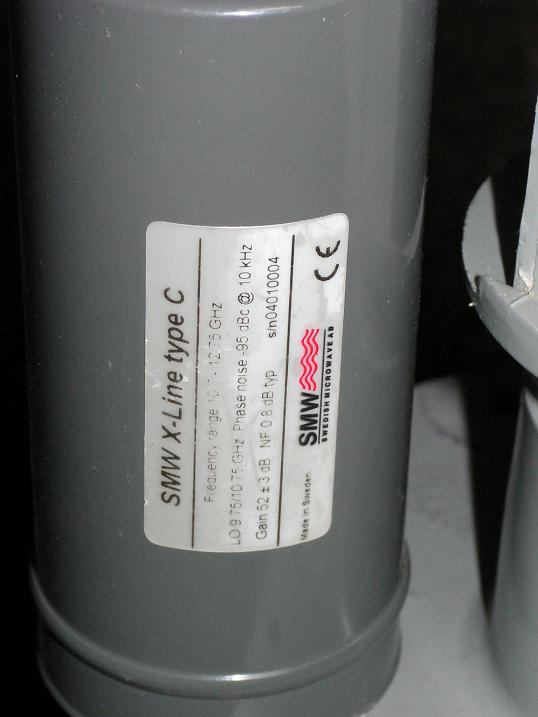 SMW X-Line type C
Frequency range 10.7 - 12.75 GHz
LO 9.75/10.75 GHz Phase noise -95 dBc @ 10 kHz
Gain 52 ± 3 dB NF 0.8 dB typ s/n04010004
Made in Sweden
SMW
SWEDISH MICROWAVE AB
CE